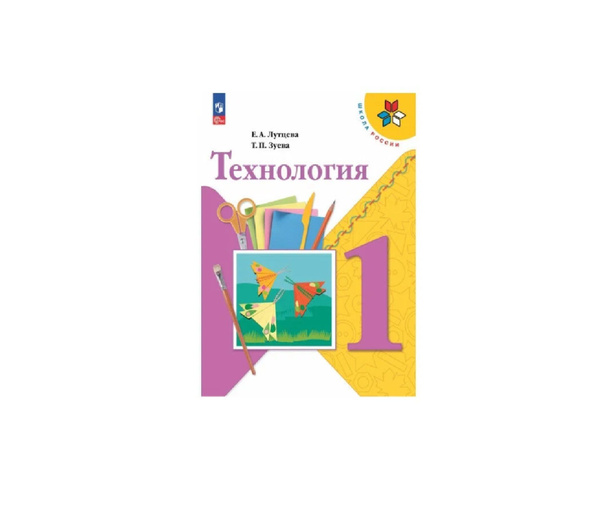 Е. А. Лутцева
Т. П. Зуева
Технология
ШКОЛА РОССИИ
1